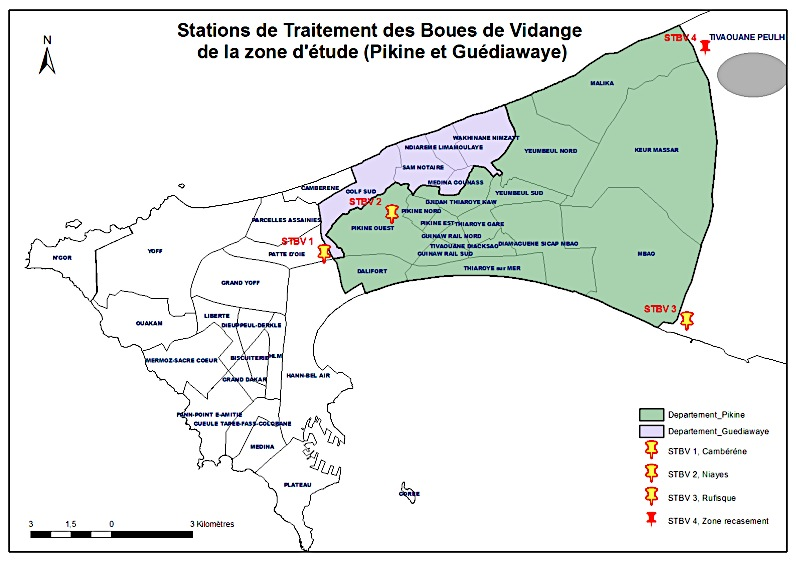 Stations de Traitement des Boues de Vidange
de la zone d'étude (Pikine et Guédiawaye)
N
STBV 4
TIVAOUANE PEULH
MALIKA
WAKHINANE NIMZATT
NDIAREME LIMAMOULAYE
YEUMBEUL NORD
KEUR MASSAR
SAM NOTAIRE
MEDINA GOUNASS
CAMBERENE
GOLF SUD
YEUMBEUL SUD
STBV 2
DJIDAH THIAROYE KAW
PIKINE NORD
PARCELLES ASSAINIES
PIKINE EST
THIAROYE GARE
PIKINE OUEST
GUINAW RAIL NORD
STBV 1
TIVAOUANE DIACKSAO
DIAMAGUENE SICAP MBAO
YOFF
PATTE D'OIE
GUINAW RAIL SUD
MBAO
N'GOR
DALIFORT
THIAROYE sur MER
GRAND YOFF
STBV 3
LIBERTE
OUAKAM
DIEUPPEUL-DERKLE
MERMOZ-SACRE COEUR
BISCUITERIE
HLM
GRAND DAKAR
HANN-BEL AIR
FANN-POINT E-AMITIE
GUEULE TAPEE-FASS-COLOBANE
MEDINA
PLATEAU
GOREE
Departement_Pikine
Departement_Guediawaye
STBV 1, Cambéréne
STBV 2, Niayes
STBV 3, Rufisque
STBV 4, Zone recasement
3 1,5 0 3 Kilomètres